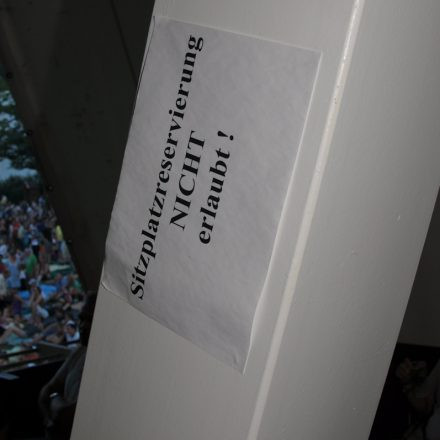 Sitzplatzreservierung
NICHT
erlaubt !